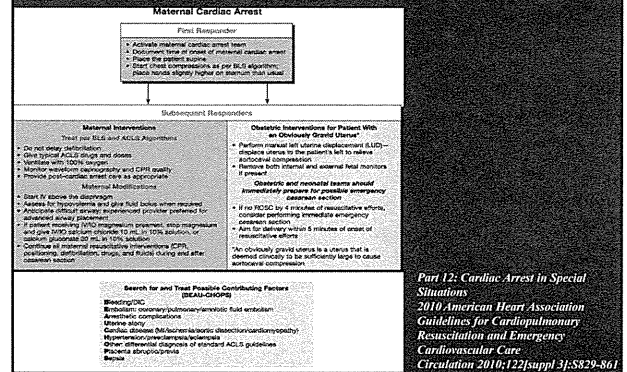 Maternal Cardiac Arrest
First Responder
• Activate maternal cardiac arrest team
• Document time of onset of maternal cardiac arrest
• Place the patient supine
• Start chest compressions as per BLS algorithm;
place hands slightly higher on sternum than usual
Subsequent Responders
Maternal Interventions
Treat per BLS and ACLS Algorithms
• Do not delay defibrillation
• Give typical ACLS drugs and doses
• Ventilate with 100% oxygen
• Monitor waveform capnography and CPR quality
• Provide post–cardiac arrest care as appropriate
Maternal Modifications
• Start IV above the diaphragm
• Assess for hypovolemia and give fluid bolus when required
• Anticipate difficult airway; experienced provider preferred for
advanced airway placement
• If patient receiving IV/IO magnesium prearrest, stop magnesium
and give IV/IO calcium chloride 10 mL in 10% solution, or
calcium gluconate 30 mL in 10% solution
• Continue all maternal resuscitative interventions (CPR,
positioning, defibrillation, drugs, and fluids) during and after
cesarean section
Obstetric Interventions for Patient With
an Obviously Gravid Uterus*
• Perform manual left uterine displacement (LUD)—
displace uterus to the patient's left to relieve
aortocaval compression
• Remove both internal and external fetal monitors
if present
Obstetric and neonatal teams should
immediately prepare for possible emergency
cesarean section
• If no ROSC by 4 minutes of resuscitative efforts,
consider performing immediate emergency
cesarean section
• Aim for delivery within 5 minutes of onset of
resuscitative efforts
*An obviously gravid uterus is a uterus that is
deemed clinically to be sufficiently large to cause
aortocaval compression
Search for and Treat Possible Contributing Factors
(BEAU-CHOPS)
Bleeding/DIC
Embolism: coronary/pulmonary/amniotic fluid embolism
Anesthetic complications
Uterine atony
Cardiac disease (MI/ischemia/aortic dissection/cardiomyopathy)
Hypertension/preeclampsia/eclampsia
Other: differential diagnosis of standard ACLS guidelines
Placenta abruptio/previa
Sepsis
Part 12: Cardiac Arrest in Special
Situations
2010 American Heart Association
Guidelines for Cardiopulmonary
Resuscitation and Emergency
Cardiovascular Care
Circulation 2010;122[suppl 3]:S829-861